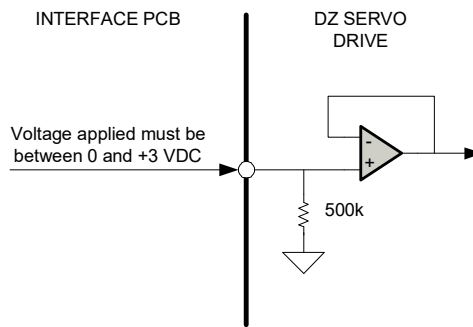 INTERFACE PCB
DZ SERVO
DRIVE
Voltage applied must be
between 0 and +3 VDC
-
+
500k